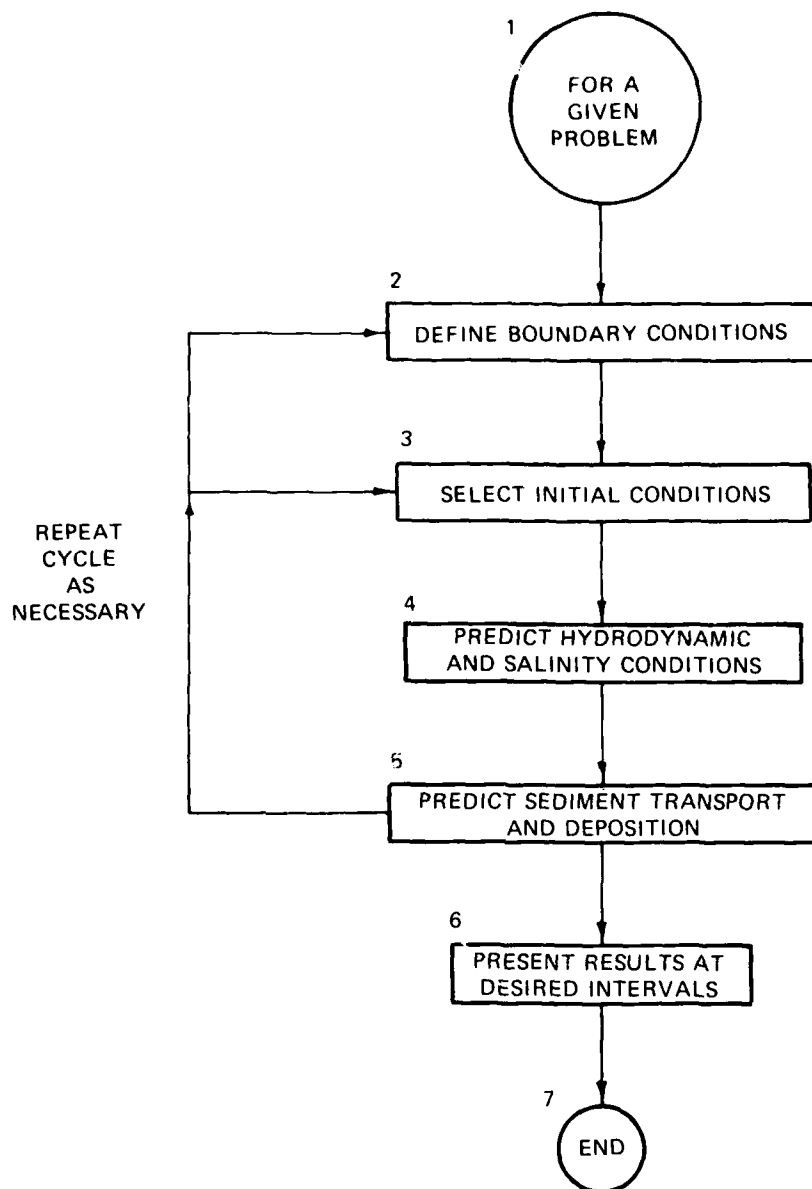 1
FOR A
GIVEN
PROBLEM
2
DEFINE BOUNDARY CONDITIONS
3
SELECT INITIAL CONDITIONS
REPEAT
CYCLE
AS
NECESSARY
4
PREDICT HYDRODYNAMIC
AND SALINITY CONDITIONS
5
PREDICT SEDIMENT TRANSPORT
AND DEPOSITION
6
PRESENT RESULTS AT
DESIRED INTERVALS
7
END